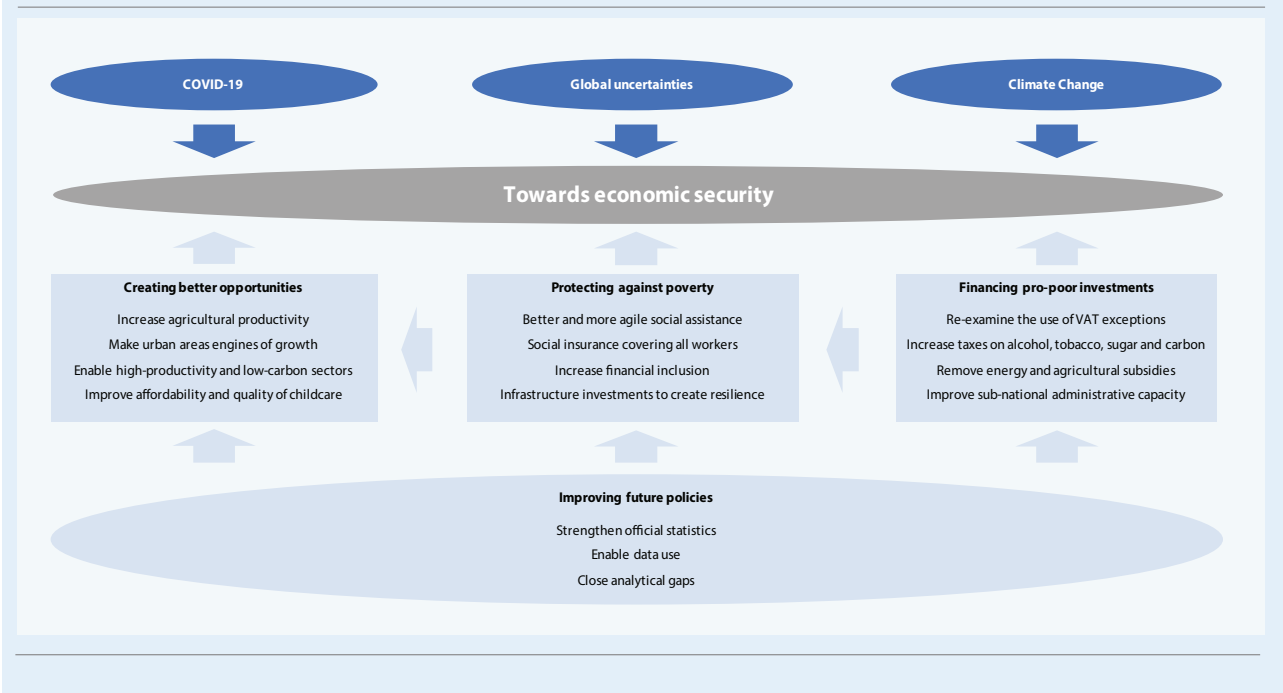 COVID-19
Global uncertainties
Climate Change
Towards economic security
Creating better opportunities
Increase agricultural productivity
Make urban areas engines of growth
Enable high-productivity and low-carbon sectors
Improve affordability and quality of childcare
Protecting against poverty
Better and more agile social assistance
Social insurance covering all workers
Increase financial inclusion
Infrastructure investments to create resilience
Financing pro-poor investments
Re-examine the use of VAT exceptions
Increase taxes on alcohol, tobacco, sugar and carbon
Remove energy and agricultural subsidies
Improve sub-national administrative capacity
Improving future policies
Strengthen official statistics
Enable data use
Close analytical gaps